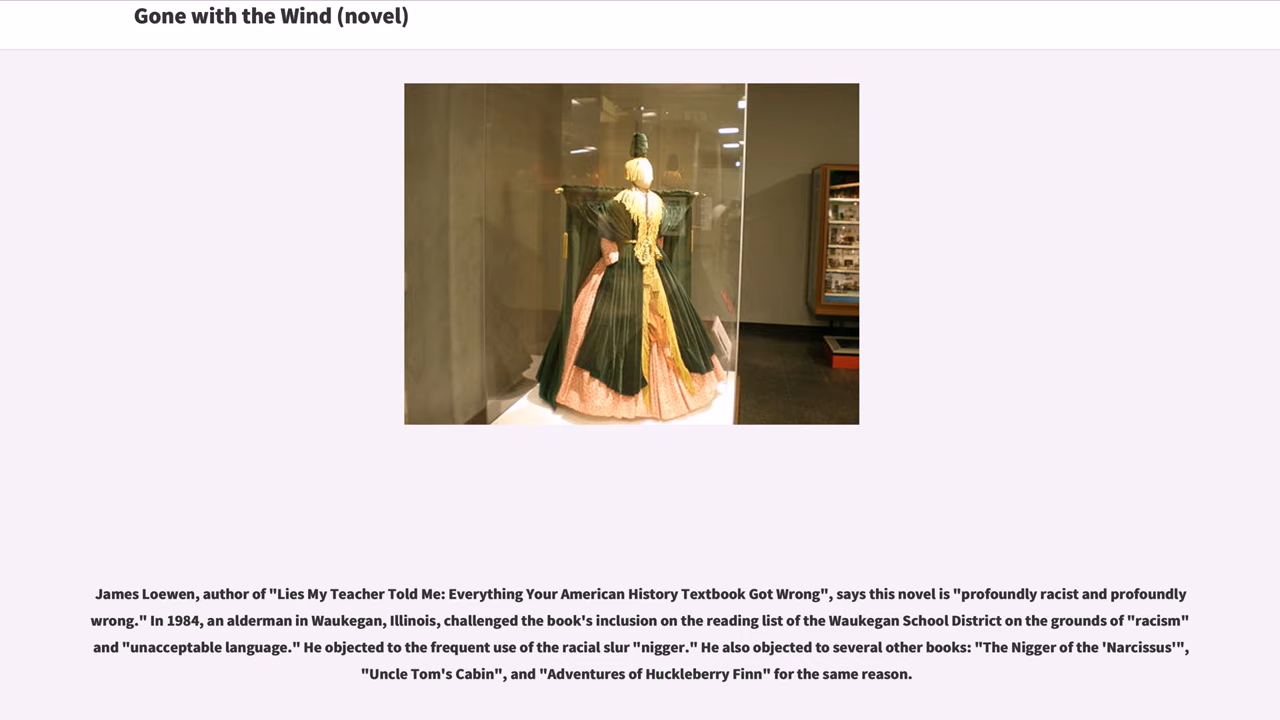 Gone with the Wind (novel)
James Loewen, author of "Lies My Teacher Told Me: Everything Your American History Textbook Got Wrong", says this novel is "profoundly racist and profoundly
wrong." In 1984, an alderman in Waukegan, Illinois, challenged the book's inclusion on the reading list of the Waukegan School District on the grounds of "racism"
and "unacceptable language." He objected to the frequent use of the racial slur "nigger." He also objected to several other books: "The Nigger of the 'Narcissus'",
"Uncle Tom's Cabin", and "Adventures of Huckleberry Finn" for the same reason.